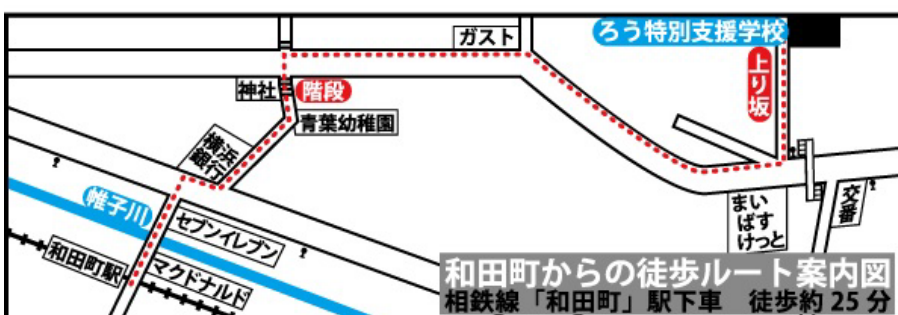 ガスト
ろう特別支援学校
上り坂
神社
階段
青葉幼稚園
横浜
銀行
帷子川
セブンイレブン
和田町駅
マクドナルド
まい
ばす
けっと
交番
和田町からの徒歩ルート案内図
相鉄線「和田町」駅下車 徒歩約25分